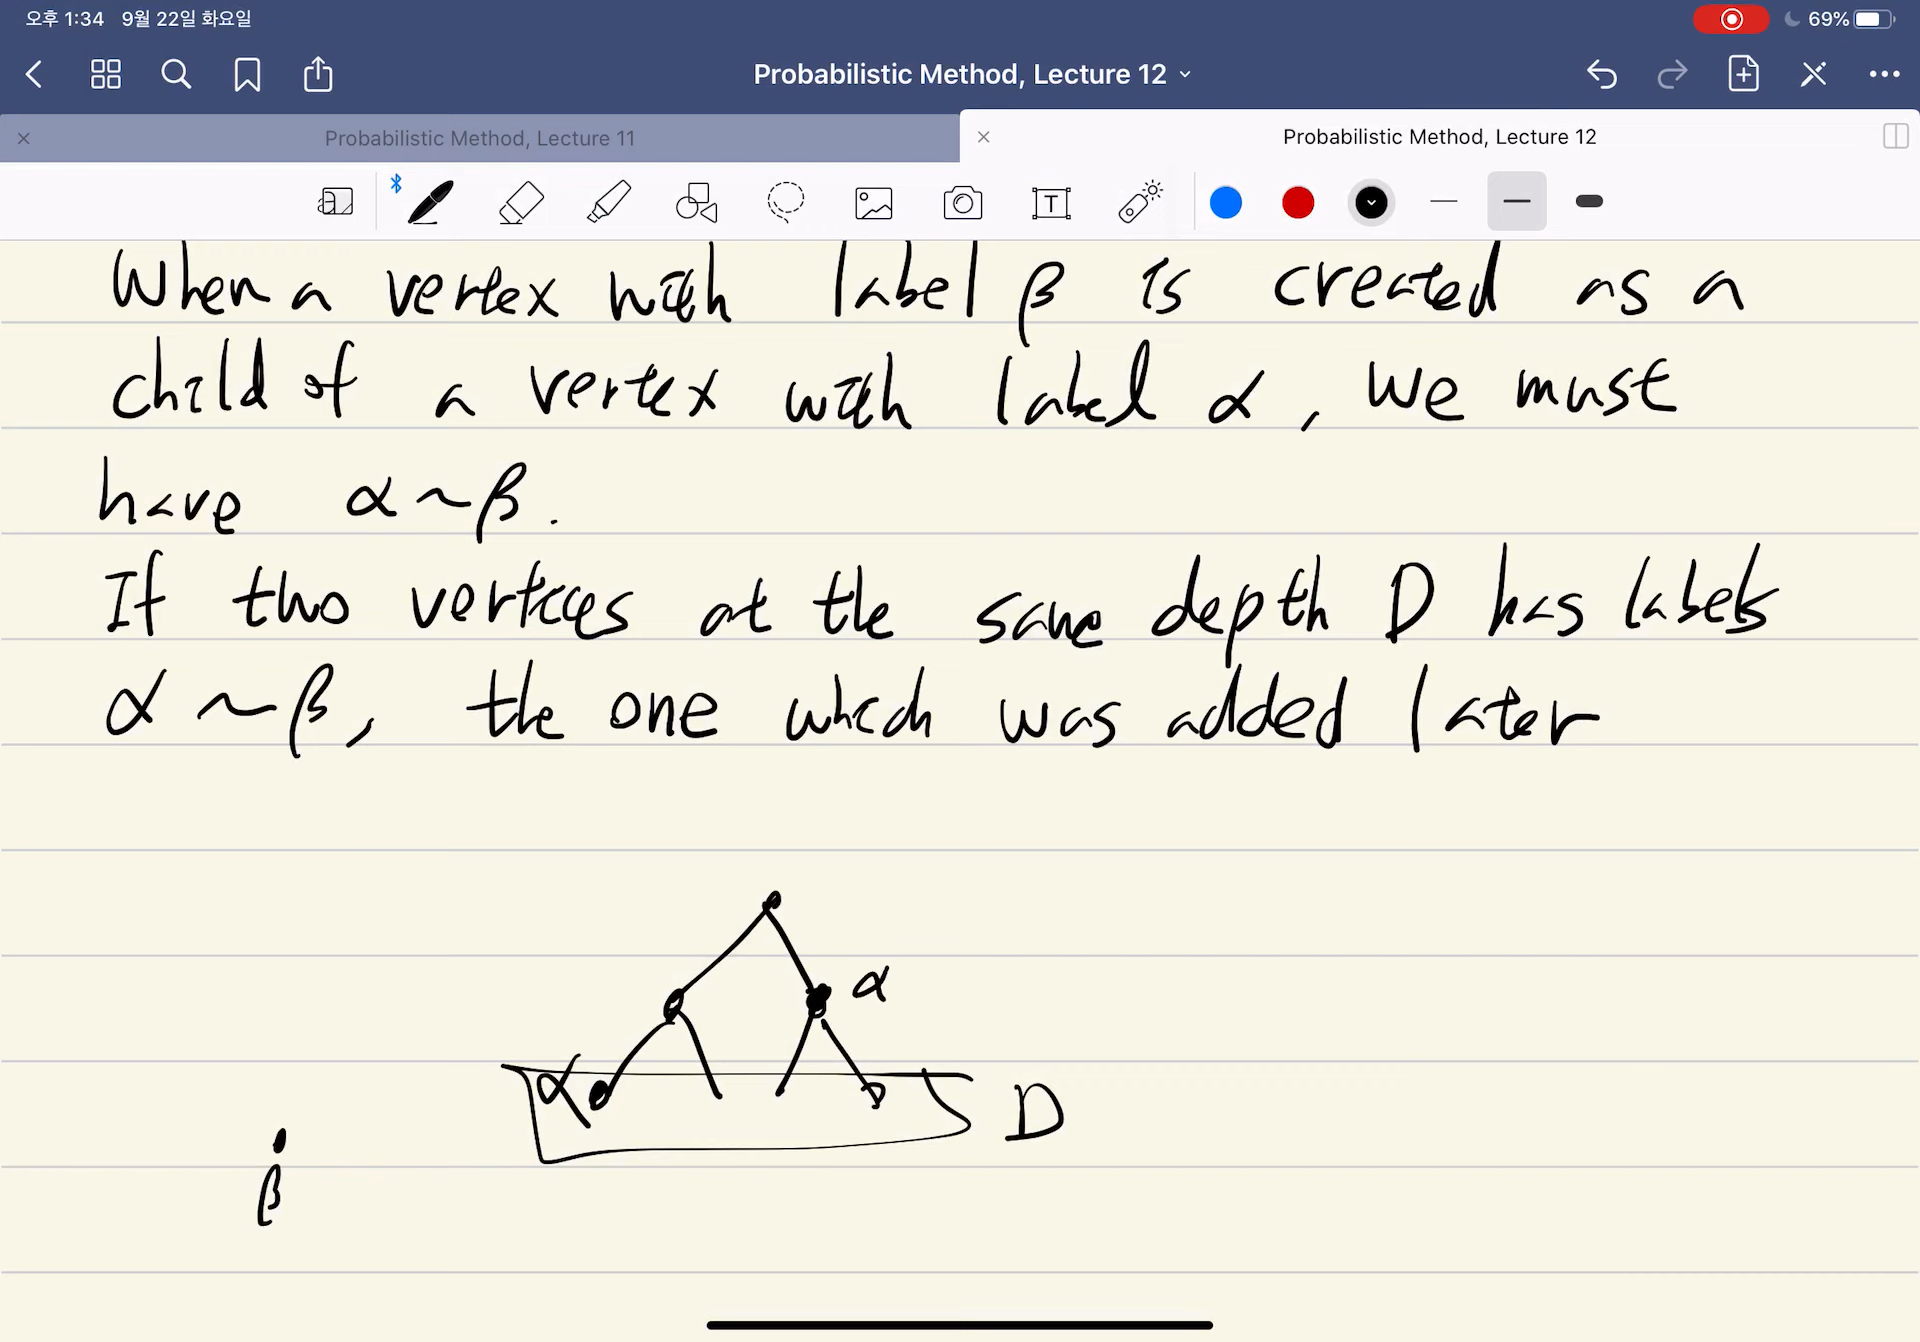 오후 1:34 9월 22일 화요일
69%
Probabilistic Method, Lecture 12
Probabilistic Method, Lecture 11
Probabilistic Method, Lecture 12
When a vertex with label β is created as a
child of a vertex with label α, we must
have α ~ β.
If two vertices at the same depth D has labels
α ~ β, the one which was added later
α
α
D
β